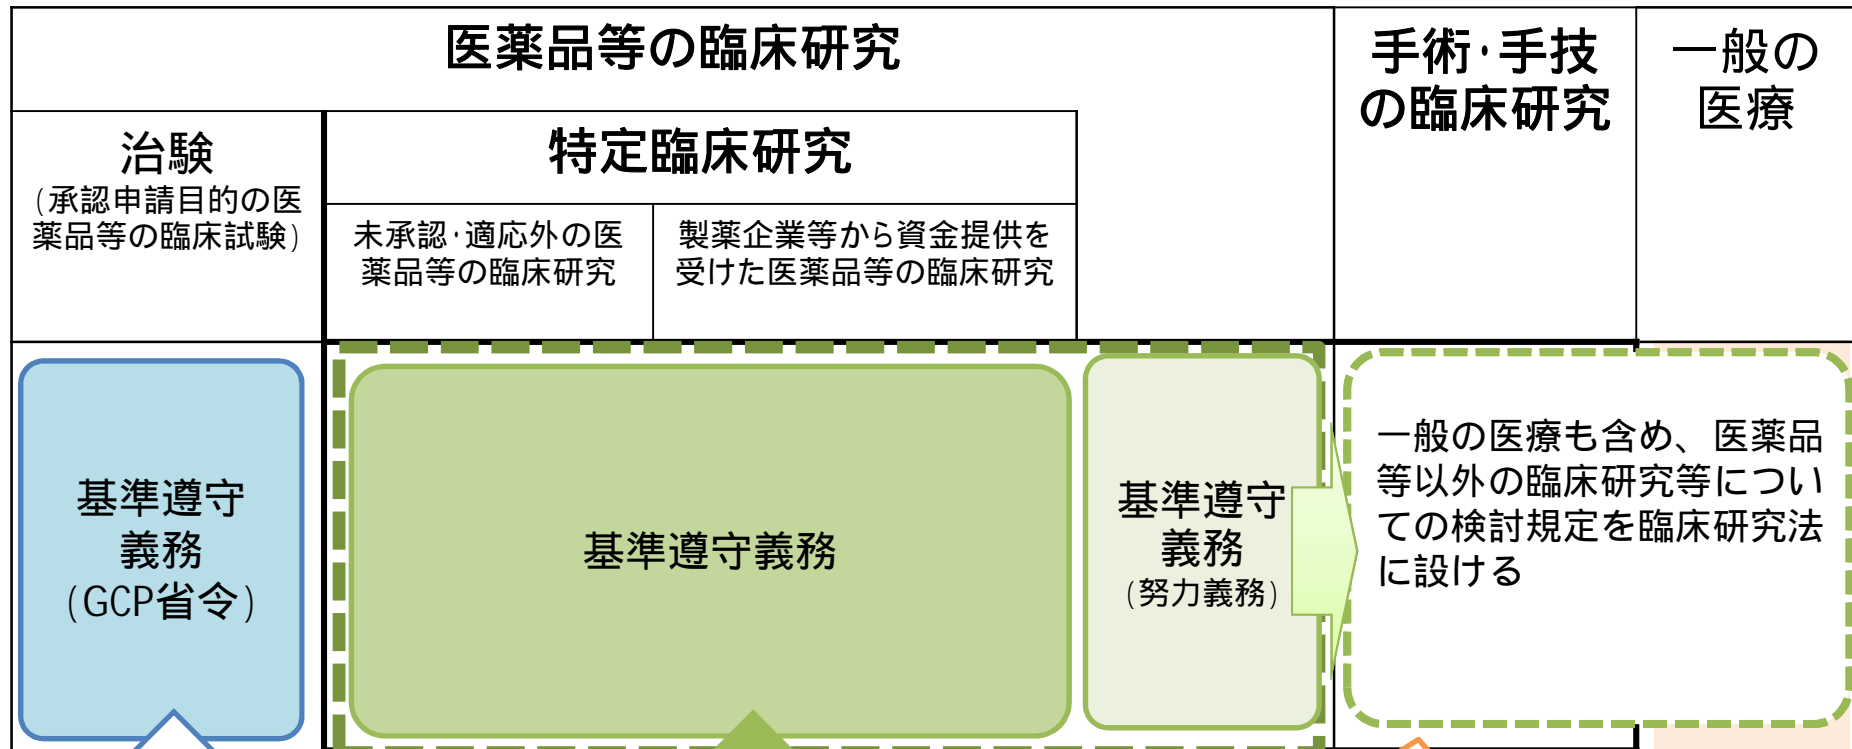 医薬品等の臨床研究
手術・手技
の臨床研究
一般の
医療
治験
(承認申請目的の医
薬品等の臨床試験)
特定臨床研究
未承認・適応外の医
薬品等の臨床研究
製薬企業等から資金提供を
受けた医薬品等の臨床研究
基準遵守
義務
(GCP省令)
基準遵守義務
基準遵守
義務
(努力義務)
一般の医療も含め、医薬品
等以外の臨床研究等につい
ての検討規定を臨床研究法
に設ける